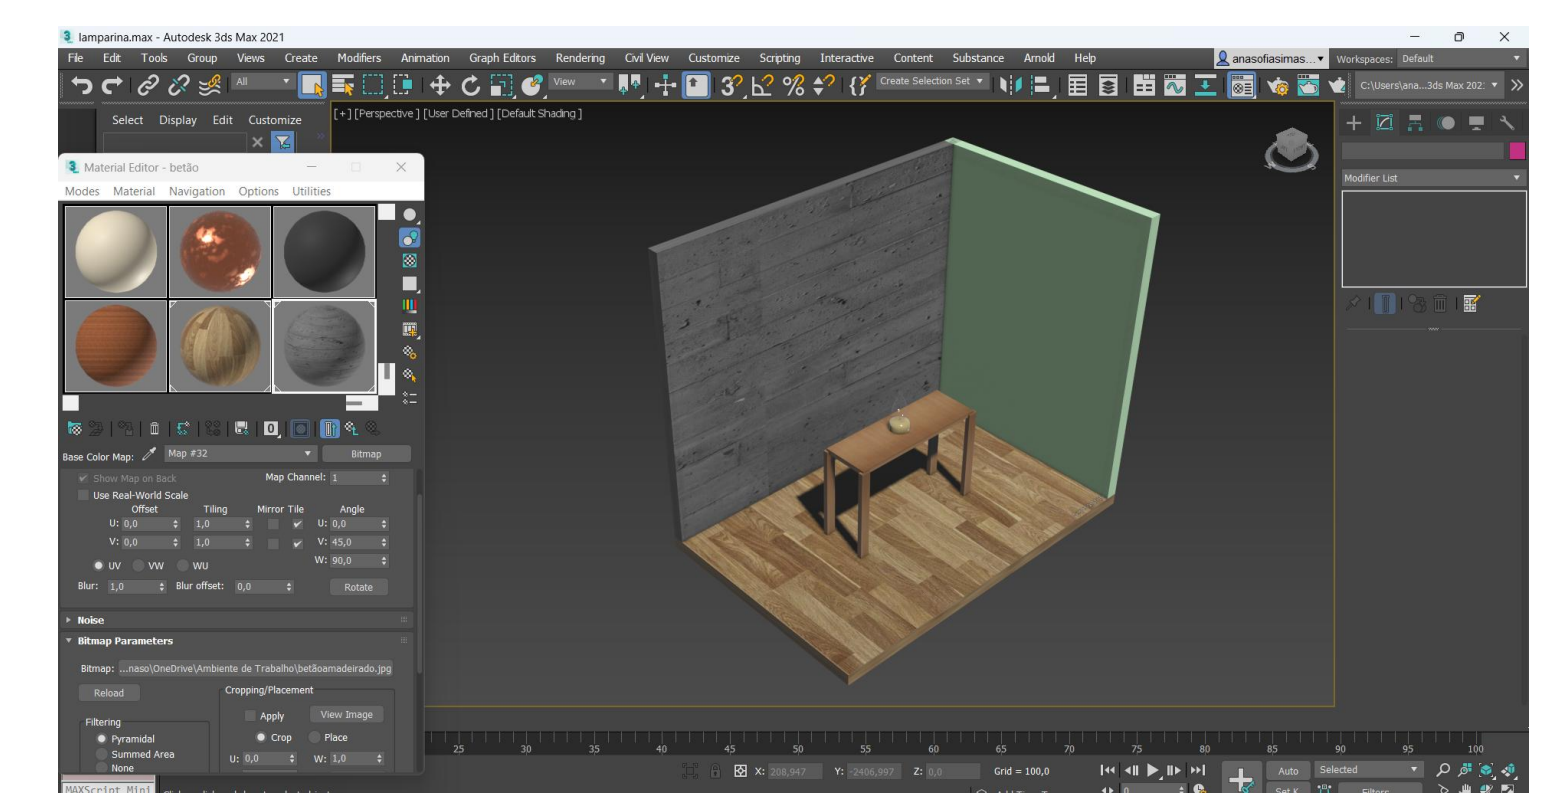 3 lamparina.max - Autodesk 3ds Max 2021
File Edit Tools Group Views Create Modifiers Animation Graph Editors Rendering Civil View Customize Scripting Interactive Content Substance Arnold Help anasofiasimas... Workspaces: Default
All View Create Selection Set C:\Users\ana...3ds Max 202:
Select Display Edit Customize
[+] [Perspective ] [User Defined ] [Default Shading ]
3 Material Editor - betão
Modes Material Navigation Options Utilities
Modifier List
0
Base Color Map: Map #32 Bitmap
Show Map on Back Map Channel: 1
Use Real-World Scale
Offset Tiling Mirror Tile Angle
U: 0,0 1,0 U: 0,0
V: 0,0 1,0 V: 45,0
UV VW WU W: 90,0
Blur: 1,0 Blur offset: 0,0 Rotate
Noise
Bitmap Parameters
Bitmap: ...naso\OneDrive\Ambiente de Trabalho\betãoamadeirado.jpg
Reload Cropping/Placement
Apply View Image
Filtering
Pyramidal Crop Place
Summed Area U: 0,0 W: 1,0
None
25 30 35 40 45 50 55 60 65 70 75 80 85 90 95 100
X: 208,947 Y: -2406,997 Z: 0,0 Grid = 100,0 Auto Selected
MAXScript Mini 0 Set K Filters